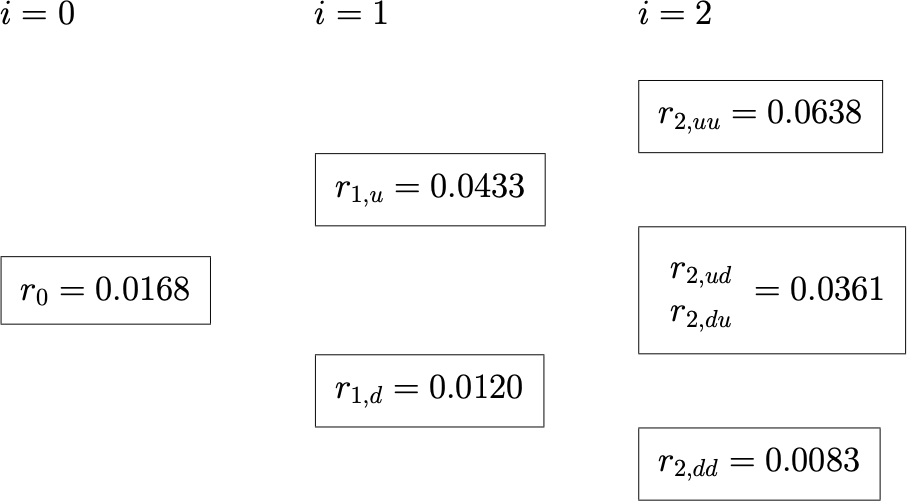 i = 0
i = 1
i = 2
r_{2,uu} = 0.0638
r_{1,u} = 0.0433
r_{2,ud}
r_0 = 0.0168
= 0.0361
r_{2,du}
r_{1,d} = 0.0120
r_{2,dd} = 0.0083